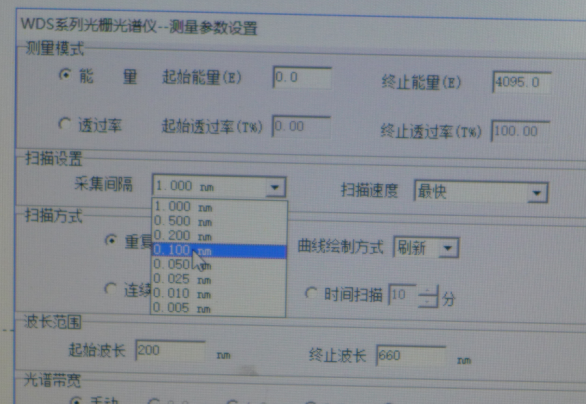 WDS系列光栅光谱仪--测量参数设置
测量模式
能 量 起始能量(E) 0.0 终止能量(E) 4095.0
透过率 起始透过率(T%) 0.00 终止透过率(T%) 100.00
扫描设置
采集间隔 1.000 nm 扫描速度 最快
1.000 nm
0.500 nm
扫描方式
0.200 nm
重复 0.100 nm 曲线绘制方式 刷新
0.050 nm
0.025 nm
连续 0.010 nm 时间扫描 10 分
0.005 nm
波长范围
起始波长 200 nm 终止波长 660 nm
光谱带宽
手动